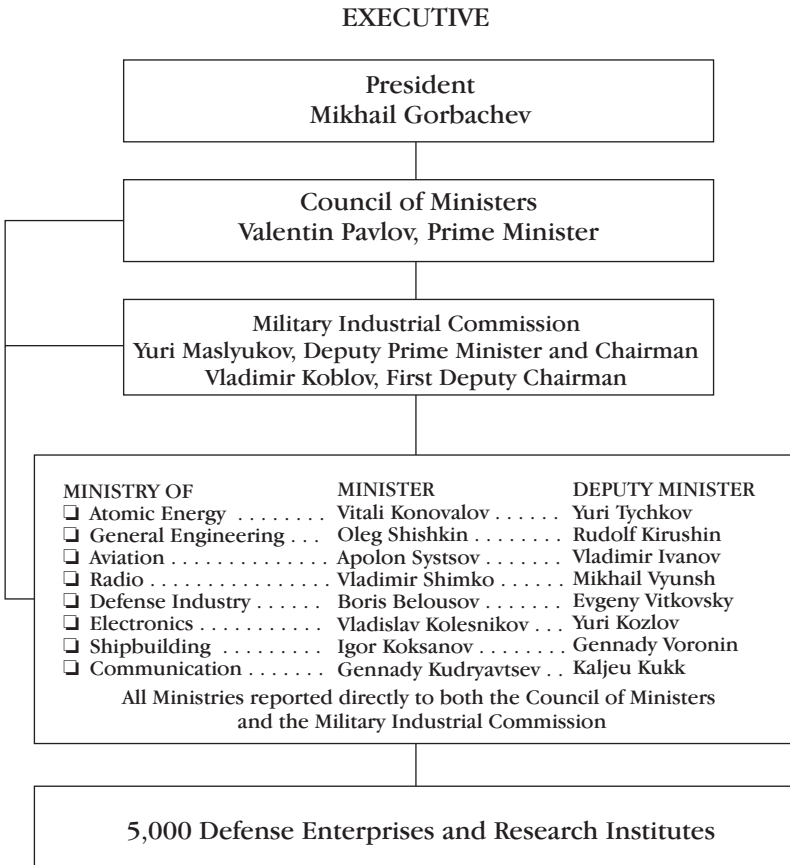 EXECUTIVE
President
Mikhail Gorbachev
Council of Ministers
Valentin Pavlov, Prime Minister
Military Industrial Commission
Yuri Maslyukov, Deputy Prime Minister and Chairman
Vladimir Koblov, First Deputy Chairman
MINISTRY OF MINISTER DEPUTY MINISTER
❏ Atomic Energy . . . . . . . . Vitali Konovalov . . . . . . Yuri Tychkov
❏ General Engineering . . . Oleg Shishkin . . . . . . . . Rudolf Kirushin
❏ Aviation . . . . . . . . . . . . . . Apolon Systsov . . . . . . . Vladimir Ivanov
❏ Radio . . . . . . . . . . . . . . . . Vladimir Shimko . . . . . . Mikhail Vyunsh
❏ Defense Industry . . . . . . Boris Belousov . . . . . . . Evgeny Vitkovsky
❏ Electronics . . . . . . . . . . . Vladislav Kolesnikov . . . Yuri Kozlov
❏ Shipbuilding . . . . . . . . . Igor Koksanov . . . . . . . . Gennady Voronin
❏ Communication . . . . . . . Gennady Kudryavtsev . . Kaljeu Kukk
All Ministries reported directly to both the Council of Ministers
and the Military Industrial Commission
5,000 Defense Enterprises and Research Institutes